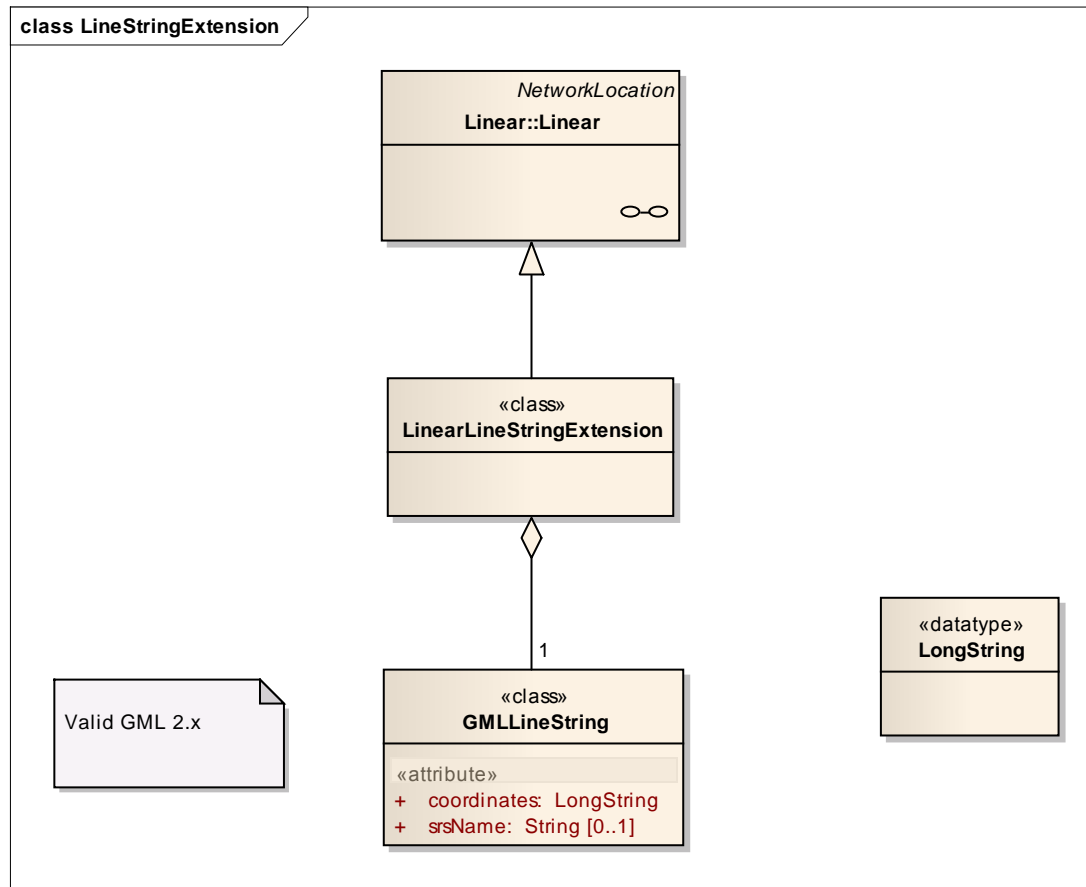 class LineStringExtension
NetworkLocation
Linear::Linear
«class»
LinearLineStringExtension
1
«class»
GMLLineString
«attribute»
+ coordinates: LongString
+ srsName: String [0..1]
Valid GML 2.x
«datatype»
LongString